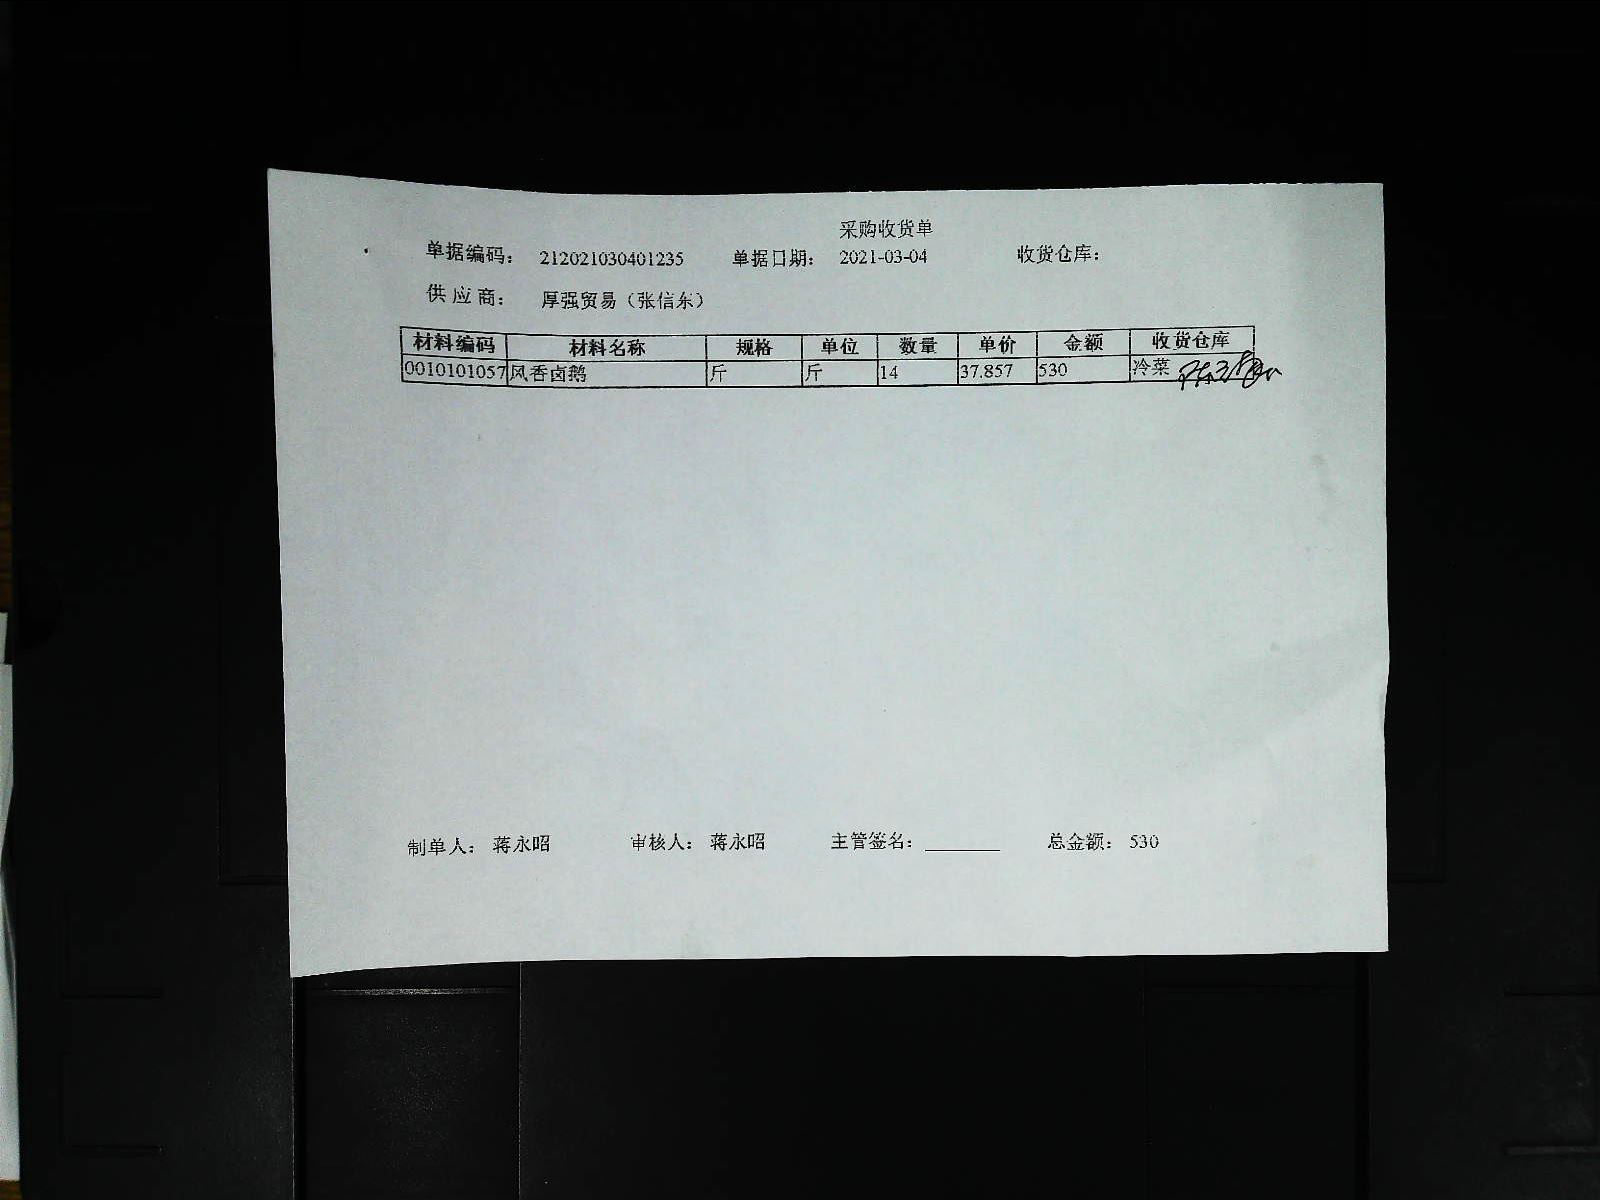 采购收货单
单据编码： 212021030401235 单据日期： 2021-03-04 收货仓库：
供应商： 厚强贸易（张信东）
材料编码 材料名称 规格 单位 数量 单价 金额 收货仓库
0010101057 风香卤鹅 斤 斤 14 37.857 530 冷菜
制单人： 蒋永昭 审核人： 蒋永昭 主管签名：_______ 总金额： 530